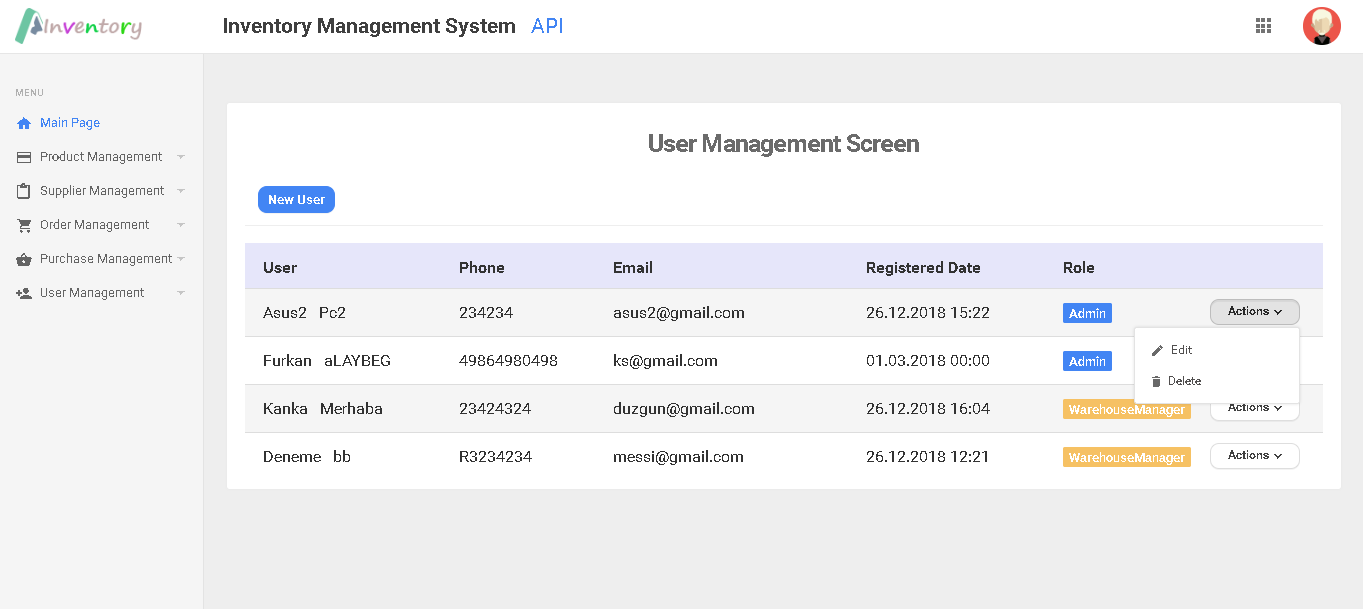 AInventory
Inventory Management System API
MENU
Main Page
Product Management
Supplier Management
Order Management
Purchase Management
User Management
User Management Screen
New User
User Phone Email Registered Date Role
Asus2 Pc2 234234 asus2@gmail.com 26.12.2018 15:22 Admin Actions
Edit
Delete
Furkan aLAYBEG 49864980498 ks@gmail.com 01.03.2018 00:00 Admin
Kanka Merhaba 23424324 duzgun@gmail.com 26.12.2018 16:04 WarehouseManager Actions
Deneme bb R3234234 messi@gmail.com 26.12.2018 12:21 WarehouseManager Actions